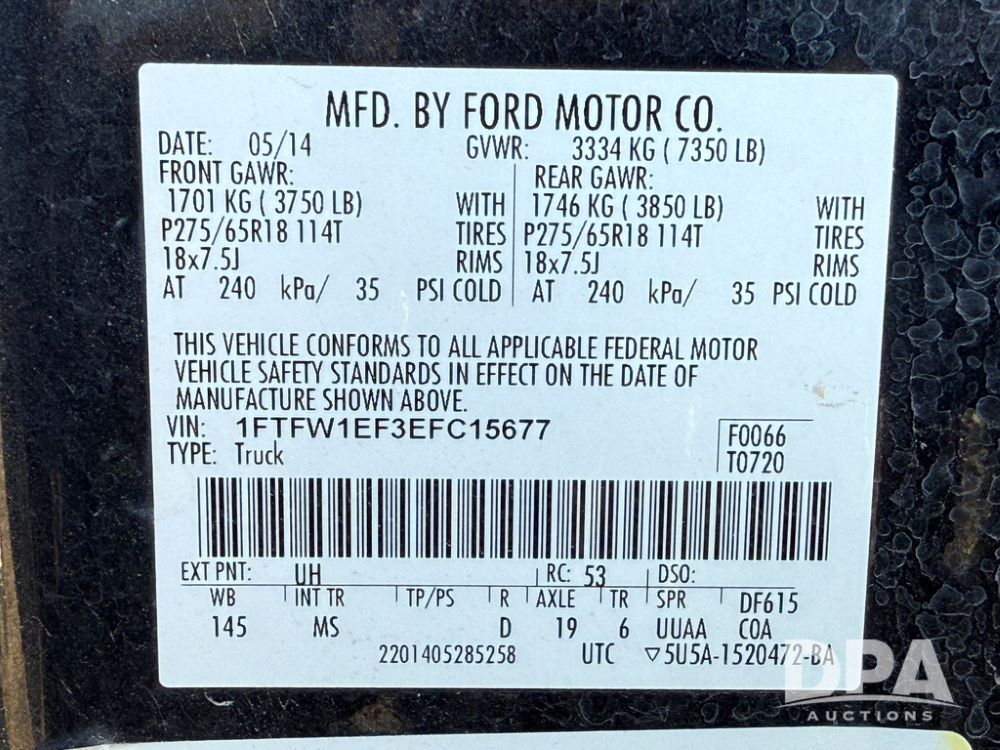 MFD. BY FORD MOTOR CO.
DATE: 05/14 GVWR: 3334 KG ( 7350 LB)
FRONT GAWR: REAR GAWR:
1701 KG ( 3750 LB) WITH 1746 KG ( 3850 LB) WITH
P275/65R18 114T TIRES P275/65R18 114T TIRES
18x7.5J RIMS 18x7.5J RIMS
AT 240 kPa/ 35 PSI COLD AT 240 kPa/ 35 PSI COLD
THIS VEHICLE CONFORMS TO ALL APPLICABLE FEDERAL MOTOR
VEHICLE SAFETY STANDARDS IN EFFECT ON THE DATE OF
MANUFACTURE SHOWN ABOVE.
VIN: 1FTFW1EF3EFC15677
F0066
TYPE: Truck
T0720
EXT PNT: UH RC: 53 DSO:
WB INT TR TP/PS R AXLE TR SPR DF615
145 MS D 19 6 UUAA COA
2201405285258 UTC ▽5U5A-1520472-BA
DPA
AUCTIONS